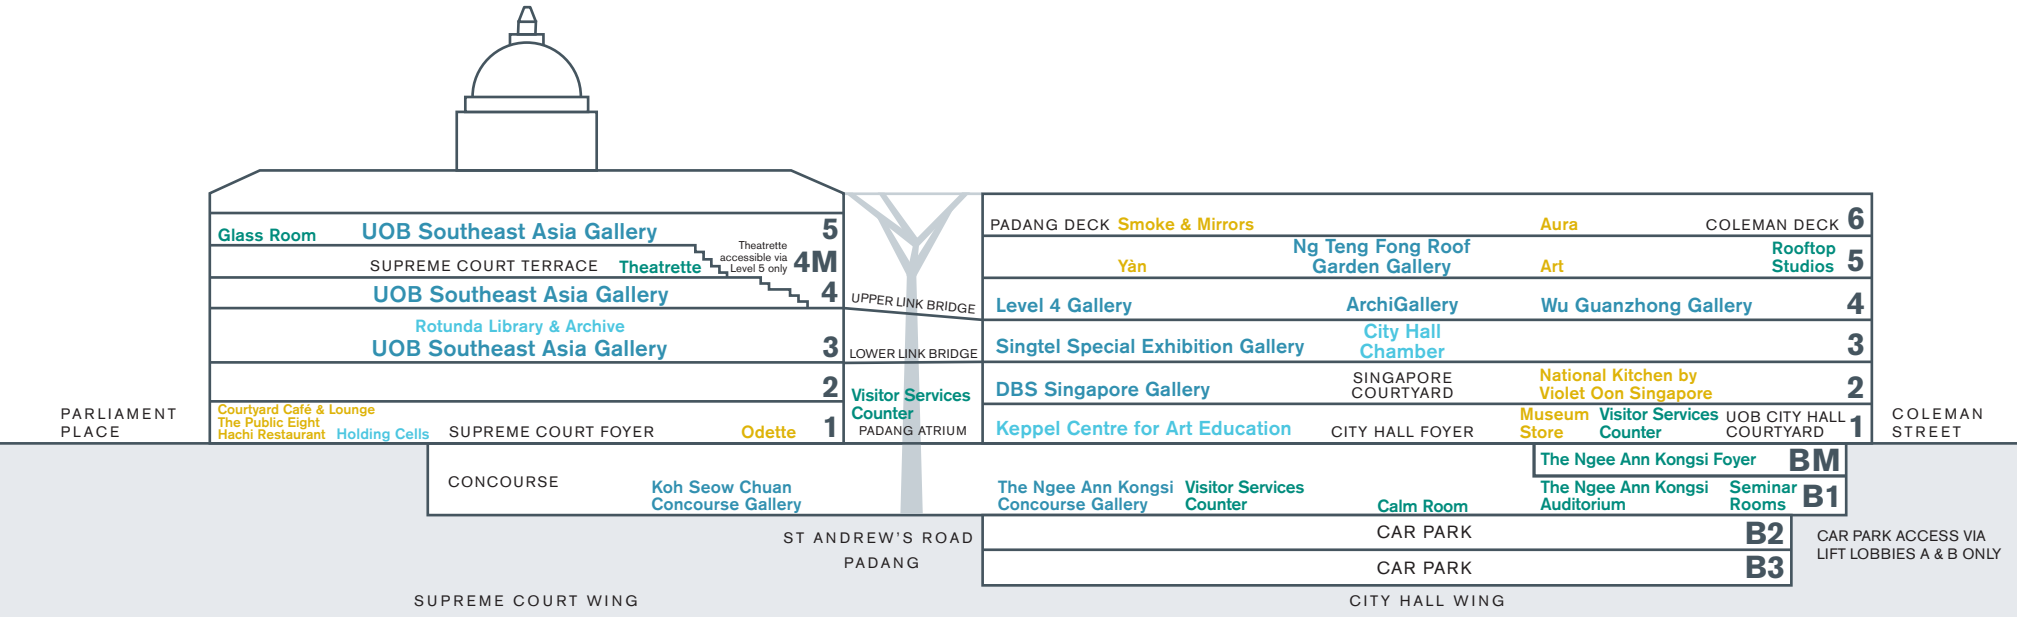 Glass Room
UOB Southeast Asia Gallery
5
SUPREME COURT TERRACE
Theatrette
Theatrette
accessible via
Level 5 only
4M
UOB Southeast Asia Gallery
4
Rotunda Library & Archive
UOB Southeast Asia Gallery
3
2
Courtyard Café & Lounge
The Public Eight
Hachi Restaurant
Holding Cells
SUPREME COURT FOYER
Odette
1
PARLIAMENT
PLACE
UPPER LINK BRIDGE
LOWER LINK BRIDGE
Visitor Services
Counter
PADANG ATRIUM
PADANG DECK
Smoke & Mirrors
Aura
COLEMAN DECK
6
Yàn
Ng Teng Fong Roof
Garden Gallery
Art
Rooftop
Studios
5
Level 4 Gallery
ArchiGallery
Wu Guanzhong Gallery
4
Singtel Special Exhibition Gallery
City Hall
Chamber
3
DBS Singapore Gallery
SINGAPORE
COURTYARD
National Kitchen by
Violet Oon Singapore
2
Keppel Centre for Art Education
CITY HALL FOYER
Museum
Store
Visitor Services
Counter
UOB CITY HALL
COURTYARD
1
COLEMAN
STREET
The Ngee Ann Kongsi Foyer
BM
CONCOURSE
Koh Seow Chuan
Concourse Gallery
The Ngee Ann Kongsi
Concourse Gallery
Visitor Services
Counter
Calm Room
The Ngee Ann Kongsi
Auditorium
Seminar
Rooms
B1
ST ANDREW'S ROAD
PADANG
CAR PARK
B2
CAR PARK
B3
CAR PARK ACCESS VIA
LIFT LOBBIES A & B ONLY
SUPREME COURT WING
CITY HALL WING